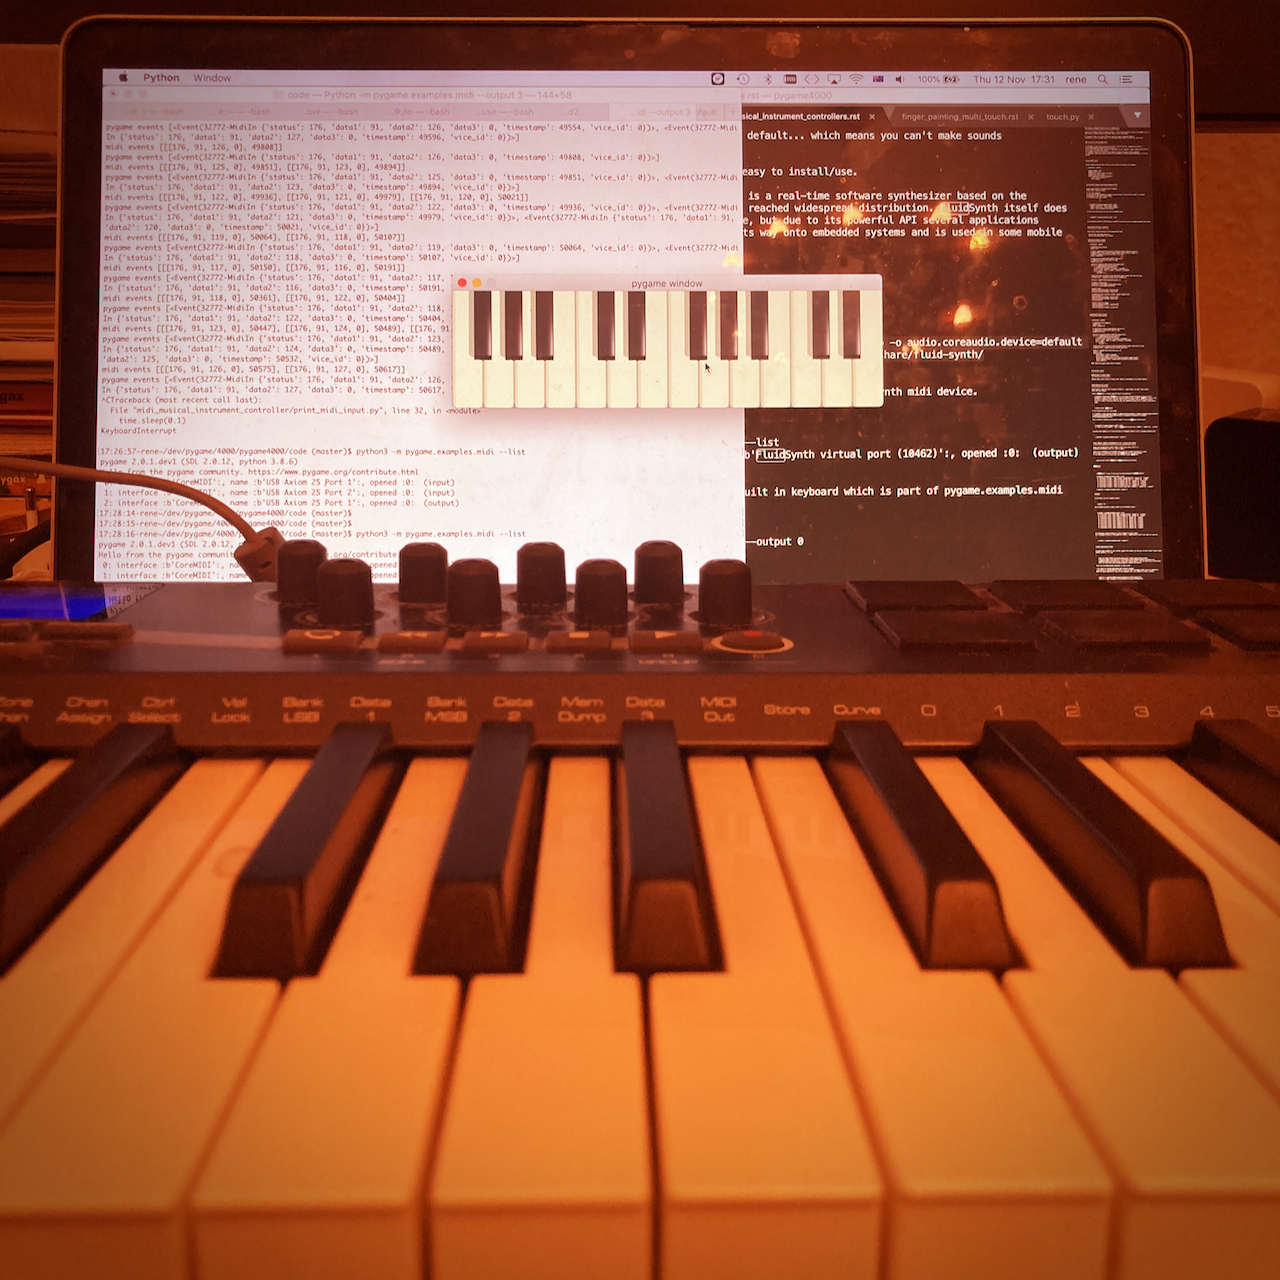 Python Window
100% Thu 12 Nov 17:31 rene
code — Python -m pygame.examples.midi --output 3 — 144×58
.rst — pygame4000
sical_instrument_controllers.rst × finger_painting_multi_touch.rst × touch.py ×
pygame events [<Event(32772-MidiIn {'status': 176, 'data1': 91, 'data2': 126, 'data3': 0, 'timestamp': 49554, 'vice_id': 0})>, <Event(32772-Midi
In {'status': 176, 'data1': 91, 'data2': 127, 'data3': 0, 'timestamp': 49596, 'vice_id': 0})>]
midi events [[[176, 91, 126, 0], 49808]]
pygame events [<Event(32772-MidiIn {'status': 176, 'data1': 91, 'data2': 126, 'data3': 0, 'timestamp': 49808, 'vice_id': 0})>]
midi events [[[176, 91, 125, 0], 49851], [[176, 91, 123, 0], 49894]]
pygame events [<Event(32772-MidiIn {'status': 176, 'data1': 91, 'data2': 125, 'data3': 0, 'timestamp': 49851, 'vice_id': 0})>, <Event(32772-Midi
In {'status': 176, 'data1': 91, 'data2': 123, 'data3': 0, 'timestamp': 49894, 'vice_id': 0})>]
midi events [[[176, 91, 122, 0], 49936], [[176, 91, 121, 0], 49979], [[176, 91, 120, 0], 50021]]
pygame events [<Event(32772-MidiIn {'status': 176, 'data1': 91, 'data2': 122, 'data3': 0, 'timestamp': 49936, 'vice_id': 0})>, <Event(32772-Midi
In {'status': 176, 'data1': 91, 'data2': 121, 'data3': 0, 'timestamp': 49979, 'vice_id': 0})>, <Event(32772-MidiIn {'status': 176, 'data1': 91,
'data2': 120, 'data3': 0, 'timestamp': 50021, 'vice_id': 0})>]
midi events [[[176, 91, 119, 0], 50064], [[176, 91, 118, 0], 50107]]
pygame events [<Event(32772-MidiIn {'status': 176, 'data1': 91, 'data2': 119, 'data3': 0, 'timestamp': 50064, 'vice_id': 0})>, <Event(32772-Midi
In {'status': 176, 'data1': 91, 'data2': 118, 'data3': 0, 'timestamp': 50107, 'vice_id': 0})>]
midi events [[[176, 91, 117, 0], 50150], [[176, 91, 116, 0], 50191]]
pygame events [<Event(32772-MidiIn {'status': 176, 'data1': 91, 'data2': 117,
In {'status': 176, 'data1': 91, 'data2': 116, 'data3': 0, 'timestamp': 50191,
midi events [[[176, 91, 118, 0], 50361], [[176, 91, 122, 0], 50404]]
pygame events [<Event(32772-MidiIn {'status': 176, 'data1': 91, 'data2': 118,
In {'status': 176, 'data1': 91, 'data2': 122, 'data3': 0, 'timestamp': 50404,
midi events [[[176, 91, 123, 0], 50447], [[176, 91, 124, 0], 50489], [[176, 91,
pygame events [<Event(32772-MidiIn {'status': 176, 'data1': 91, 'data2': 123,
In {'status': 176, 'data1': 91, 'data2': 124, 'data3': 0, 'timestamp': 50489,
'data2': 125, 'data3': 0, 'timestamp': 50532, 'vice_id': 0})>]
midi events [[[176, 91, 126, 0], 50575], [[176, 91, 127, 0], 50617]]
pygame events [<Event(32772-MidiIn {'status': 176, 'data1': 91, 'data2': 126,
In {'status': 176, 'data1': 91, 'data2': 127, 'data3': 0, 'timestamp': 50617,
^CTraceback (most recent call last):
File "midi_musical_instrument_controller/print_midi_input.py", line 32, in <module>
time.sleep(0.1)
KeyboardInterrupt
17:26:57-rene~/dev/pygame/4000/pygame4000/code (master)$ python3 -m pygame.examples.midi --list
pygame 2.0.1.dev1 (SDL 2.0.12, python 3.8.6)
Hello from the pygame community. https://www.pygame.org/contribute.html
0: interface :b'CoreMIDI':, name :b'USB Axiom 25 Port 1':, opened :0: (input)
1: interface :b'CoreMIDI':, name :b'USB Axiom 25 Port 2':, opened :0: (input)
2: interface :b'CoreMIDI':, name :b'USB Axiom 25 Port 1':, opened :0: (output)
17:28:14-rene~/dev/pygame/4000/pygame4000/code (master)$
17:28:15-rene~/dev/pygame/4000/pygame4000/code (master)$
17:28:16-rene~/dev/pygame/4000/pygame4000/code (master)$ python3 -m pygame.examples.midi --list
pygame 2.0.1.dev1 (SDL 2.0.12,
Hello from the pygame communit .org/contribute
0: interface :b'CoreMIDI':, na opened
1: interface :b'CoreMIDI':, na opened
pygame window
default... which means you can't make sounds
easy to install/use.
is a real-time software synthesizer based on the
reached widespread distribution. FluidSynth itself does
e, but due to its powerful API several applications
ts way onto embedded systems and is used in some mobile
-o audio.coreaudio.device=default
hare/fluid-synth/
nth midi device.
--list
b'FluidSynth virtual port (10462)':, opened :0: (output)
uilt in keyboard which is part of pygame.examples.midi
--output 0
Chan Assign
Ctrl Select
Vel Lock
Bank LSB
Data 1
Bank MSB
Data 2
Mem Dump
Data 3
MIDI Out
Store
Curve
0 1 2 3 4 5